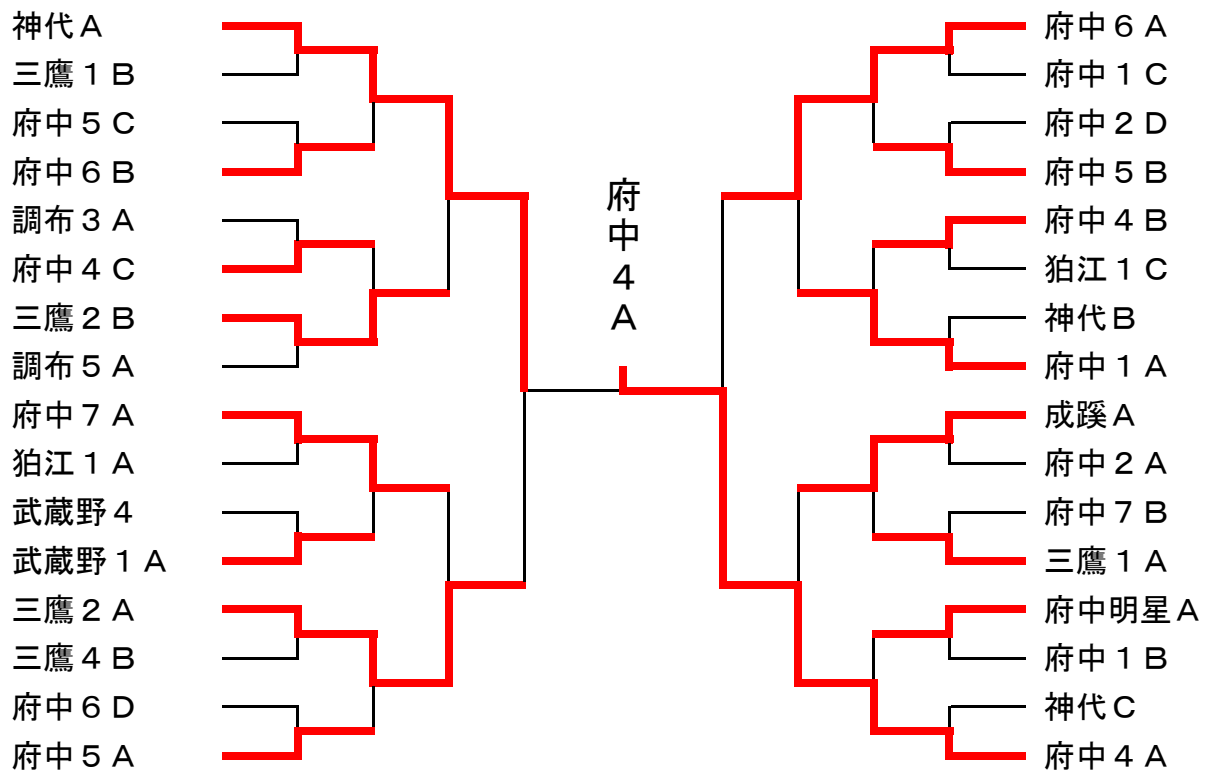 神代Ａ
三鷹１Ｂ
府中５Ｃ
府中６Ｂ
調布３Ａ
府中４Ｃ
三鷹２Ｂ
調布５Ａ
府中７Ａ
狛江１Ａ
武蔵野４
武蔵野１Ａ
三鷹２Ａ
三鷹４Ｂ
府中６Ｄ
府中５Ａ
府中４Ａ
府中６Ａ
府中１Ｃ
府中２Ｄ
府中５Ｂ
府中４Ｂ
狛江１Ｃ
神代Ｂ
府中１Ａ
成蹊Ａ
府中２Ａ
府中７Ｂ
三鷹１Ａ
府中明星Ａ
府中１Ｂ
神代Ｃ
府中４Ａ